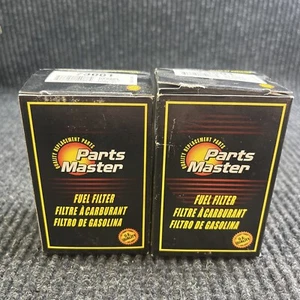 3001
QUALITY REPLACEMENT PARTS
Parts
Master
FUEL FILTER
FILTRE À CARBURANT
FILTRO DE GASOLINA
QUALITY REPLACEMENT PARTS
Parts
Master
FUEL FILTER
FILTRE À CARBURANT
FILTRO DE GASOLINA